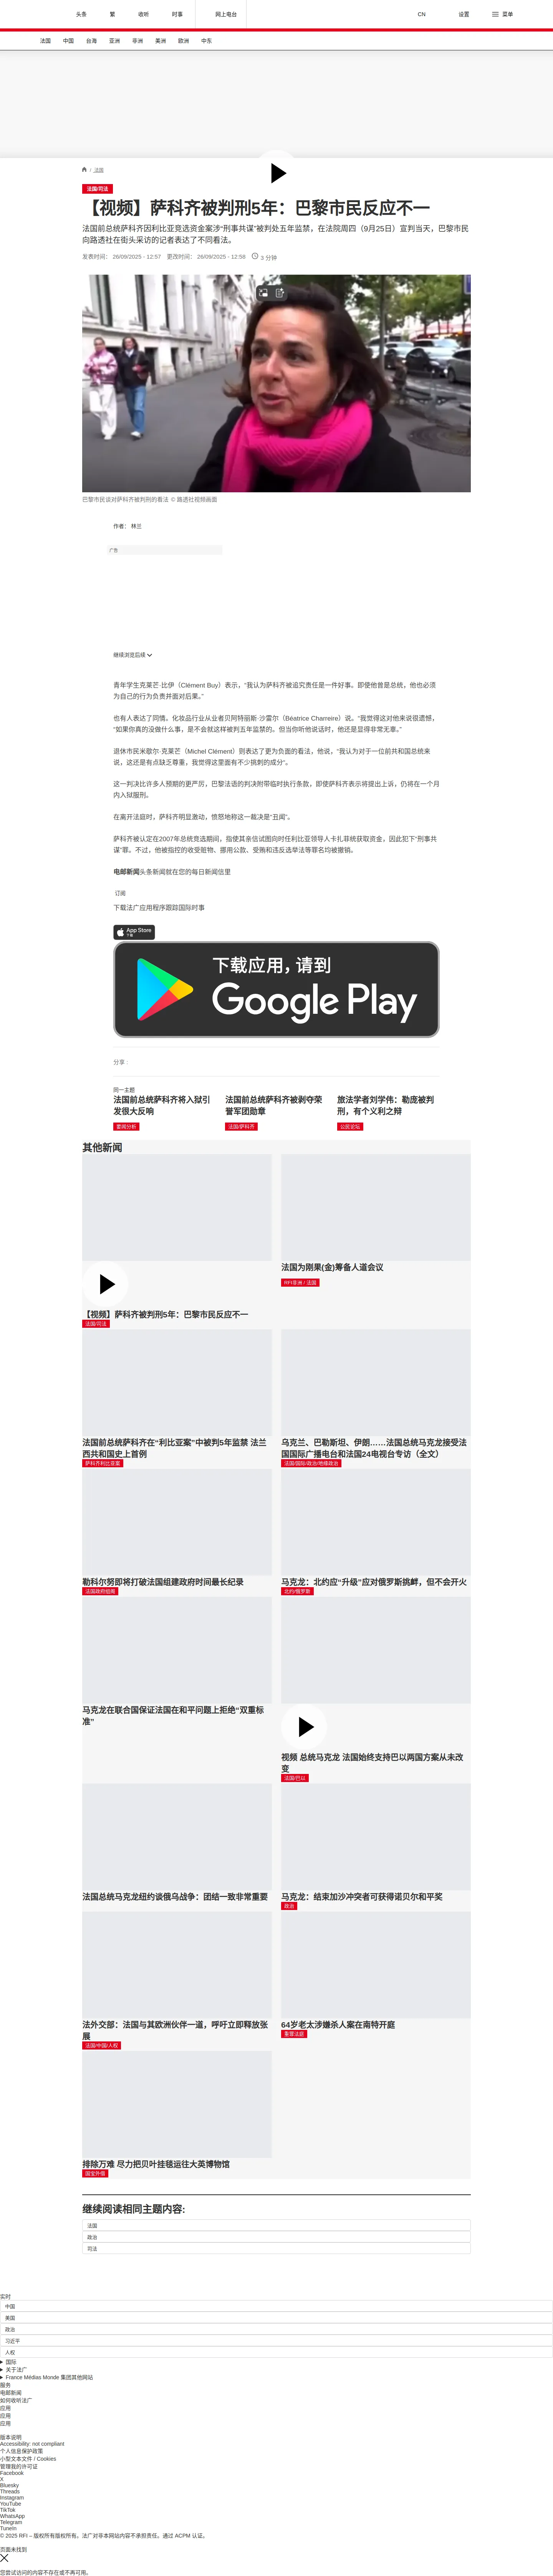 头条
繁
收听
时事
网上电台
CN
设置
菜单
法国
中国
台海
亚洲
非洲
美洲
欧洲
中东
/ 法国
法国/司法
【视频】萨科齐被判刑5年：巴黎市民反应不一
法国前总统萨科齐因利比亚竞选资金案涉“刑事共谋”被判处五年监禁，在法院周四（9月25日）宣判当天，巴黎市民
向路透社在街头采访的记者表达了不同看法。
发表时间： 26/09/2025 - 12:57 更改时间： 26/09/2025 - 12:58 3 分钟
巴黎市民谈对萨科齐被判刑的看法 © 路透社视频画面
作者： 林兰
广告
继续浏览后续
青年学生克莱芒·比伊（Clément Buy）表示，“我认为萨科齐被追究责任是一件好事。即使他曾是总统，他也必须
为自己的行为负责并面对后果。”
也有人表达了同情。化妆品行业从业者贝阿特丽斯·沙雷尔（Béatrice Charreire）说。“我觉得这对他来说很遗憾，
“如果你真的没做什么事，是不会就这样被判五年监禁的。但当你听他说话时，他还是显得非常无辜。”
退休市民米歇尔·克莱芒（Michel Clément）则表达了更为负面的看法，他说，“我认为对于一位前共和国总统来
说，这还是有点缺乏尊重，我觉得这里面有不少挑刺的成分”。
这一判决比许多人预期的更严厉，巴黎法语的判决附带临时执行条款，即使萨科齐表示将提出上诉，仍将在一个月
内入狱服刑。
在离开法庭时，萨科齐明显激动，愤怒地称这一裁决是“丑闻”。
萨科齐被认定在2007年总统竞选期间，指使其亲信试图向时任利比亚领导人卡扎菲统获取资金，因此犯下“刑事共
谋”罪。不过，他被指控的收受赃物、挪用公款、受贿和违反选举法等罪名均被撤销。
电邮新闻头条新闻就在您的每日新闻信里
订阅
下载法广应用程序跟踪国际时事
App Store
下载
下载应用，请到
Google Play
分享 :
同一主题
法国前总统萨科齐将入狱引
发很大反响
要闻分析
法国前总统萨科齐被剥夺荣
誉军团勋章
法国/萨科齐
旅法学者刘学伟：勒庞被判
刑，有个义利之辩
公民论坛
其他新闻
法国为刚果(金)筹备人道会议
RFI非洲 / 法国
【视频】萨科齐被判刑5年：巴黎市民反应不一
法国/司法
法国前总统萨科齐在“利比亚案”中被判5年监禁 法兰
西共和国史上首例
萨科齐利比亚案
乌克兰、巴勒斯坦、伊朗……法国总统马克龙接受法
国国际广播电台和法国24电视台专访（全文）
法国/国际/政治/地缘政治
勒科尔努即将打破法国组建政府时间最长纪录
法国政府组阁
马克龙：北约应“升级”应对俄罗斯挑衅，但不会开火
北约/俄罗斯
马克龙在联合国保证法国在和平问题上拒绝“双重标
准”
视频 总统马克龙 法国始终支持巴以两国方案从未改
变
法国/巴以
法国总统马克龙纽约谈俄乌战争：团结一致非常重要
马克龙：结束加沙冲突者可获得诺贝尔和平奖
政治
法外交部：法国与其欧洲伙伴一道，呼吁立即释放张
展
法国/中国/人权
64岁老太涉嫌杀人案在南特开庭
重罪法庭
排除万难 尽力把贝叶挂毯运往大英博物馆
国宝外借
继续阅读相同主题内容:
法国
政治
司法
实时
中国
美国
政治
习近平
人权
国际
关于法广
France Médias Monde 集团其他网站
服务
电邮新闻
如何收听法广
应用
应用
应用
版本说明
Accessibility: not compliant
个人信息保护政策
小型文本文件 / Cookies
管理我的许可证
Facebook
X
Bluesky
Threads
Instagram
YouTube
TikTok
WhatsApp
Telegram
TuneIn
© 2025 RFI – 版权所有版权所有。法广对非本网站内容不承担责任。通过 ACPM 认证。
页面未找到
您尝试访问的内容不存在或不再可用。